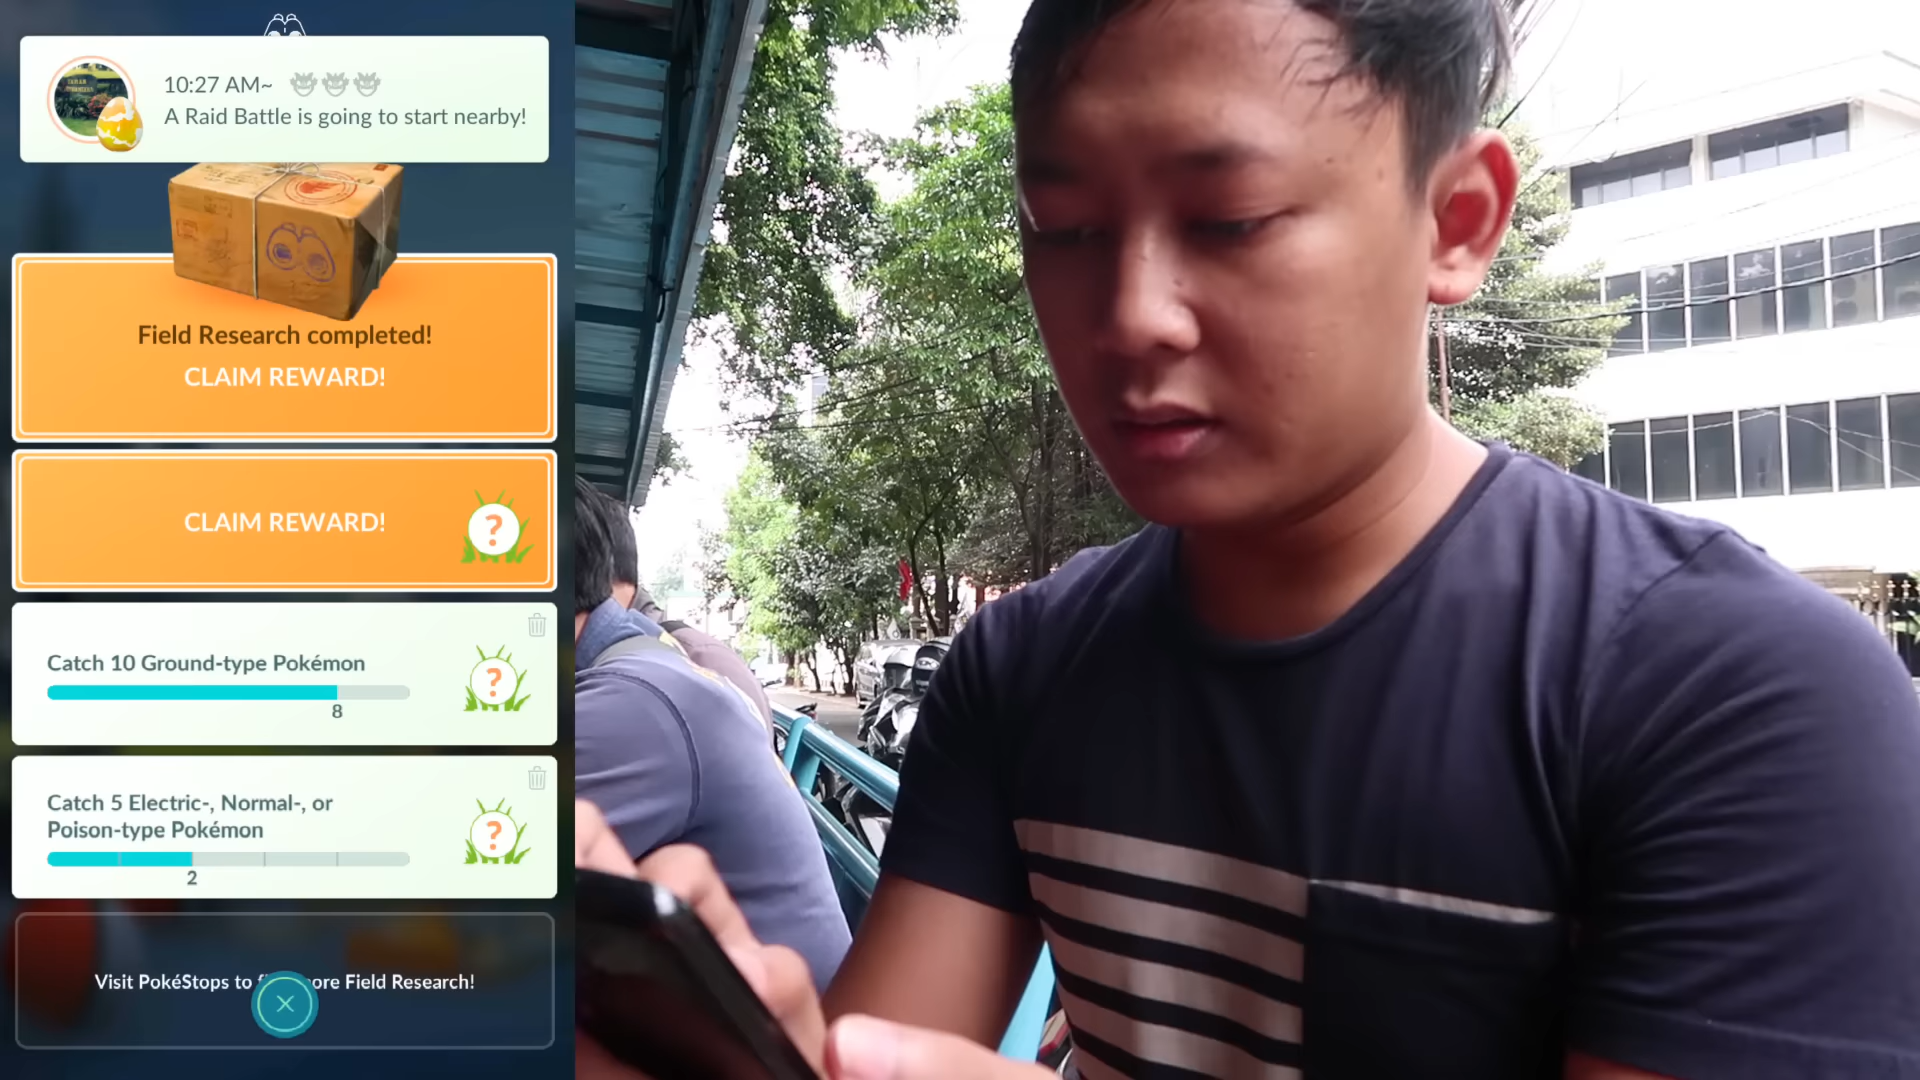 10:27 AM~
A Raid Battle is going to start nearby!
Field Research completed!
CLAIM REWARD!
CLAIM REWARD!
?
Catch 10 Ground-type Pokémon
?
8
Catch 5 Electric-, Normal-, or
Poison-type Pokémon
?
2
Visit PokéStops to ore Field Research!